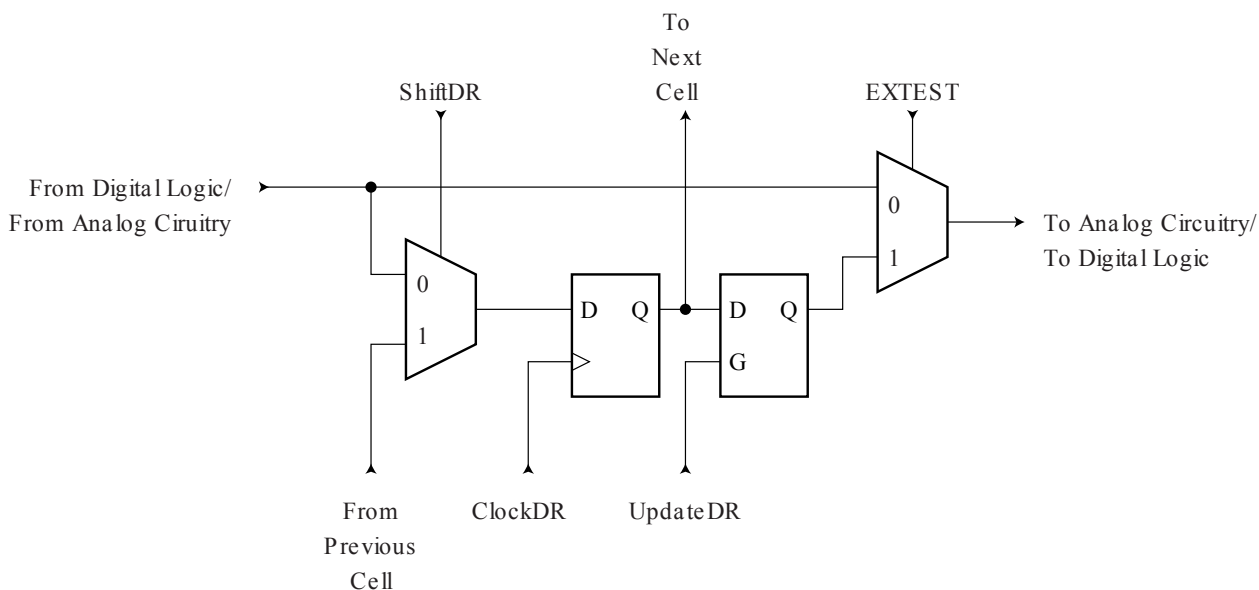 To
Next
Cell
ShiftDR
EXTEST
From Digital Logic/
From Analog Ciruitry
0
1
D Q
D Q
G
0
1
To Analog Circuitry/
To Digital Logic
From
Previous
Cell
ClockDR
UpdateDR